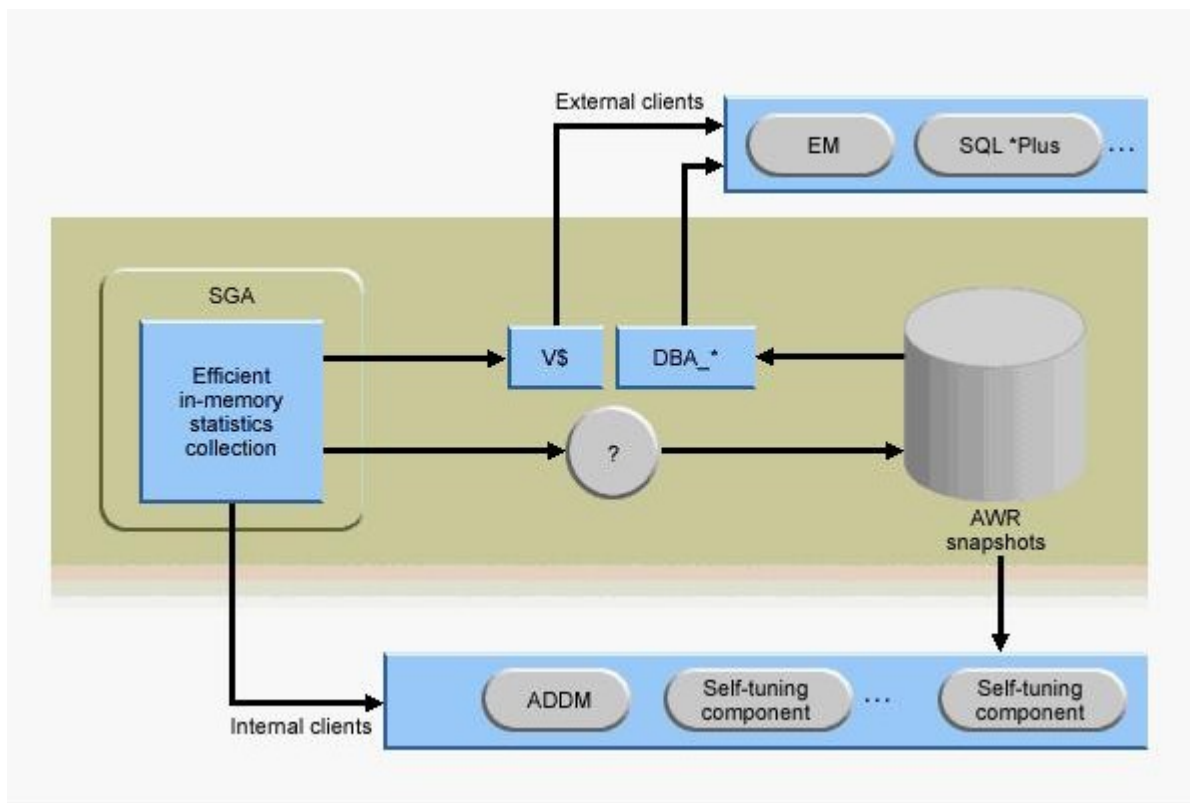 External clients
EM
SQL *Plus
...
SGA
Efficient
in-memory
statistics
collection
V$
DBA_*
?
AWR
snapshots
Internal clients
ADDM
Self-tuning
component
...
Self-tuning
component